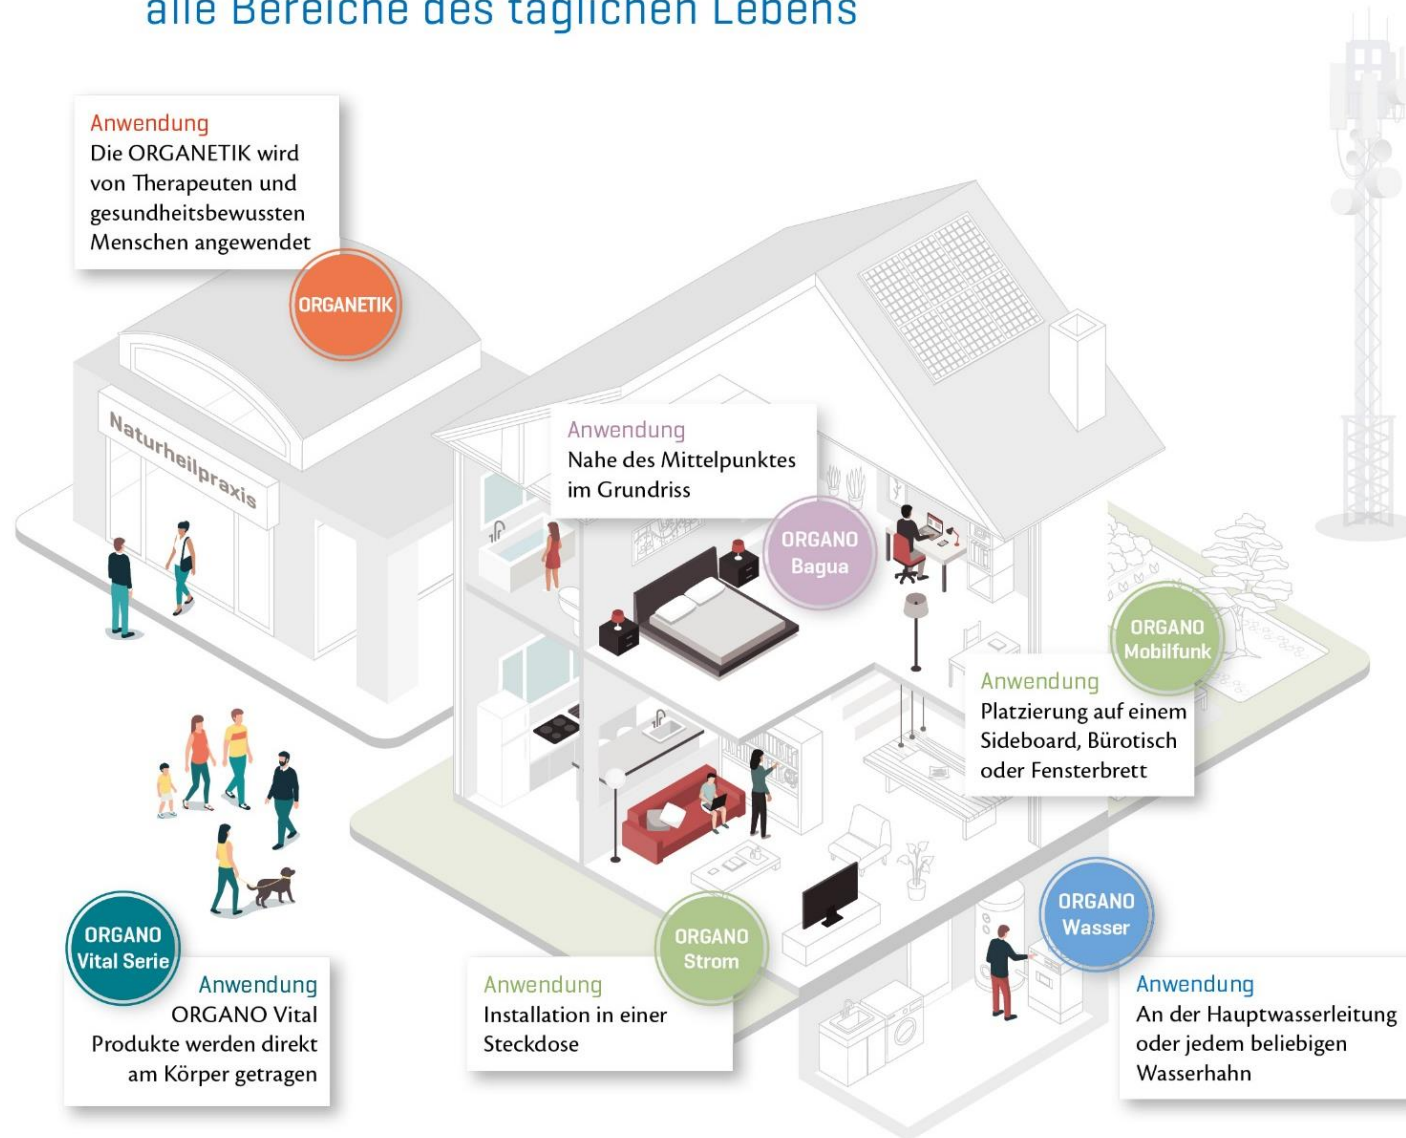 alle Bereiche des täglichen Lebens
Anwendung
Die ORGANETIK wird
von Therapeuten und
gesundheitsbewussten
Menschen angewendet
ORGANETIK
Naturheilpraxis
Anwendung
Nahe des Mittelpunktes
im Grundriss
ORGANO
Bagua
ORGANO
Mobilfunk
Anwendung
Platzierung auf einem
Sideboard, Bürotisch
oder Fensterbrett
ORGANO
Vital Serie
Anwendung
ORGANO Vital
Produkte werden direkt
am Körper getragen
ORGANO
Strom
Anwendung
Installation in einer
Steckdose
ORGANO
Wasser
Anwendung
An der Hauptwasserleitung
oder jedem beliebigen
Wasserhahn